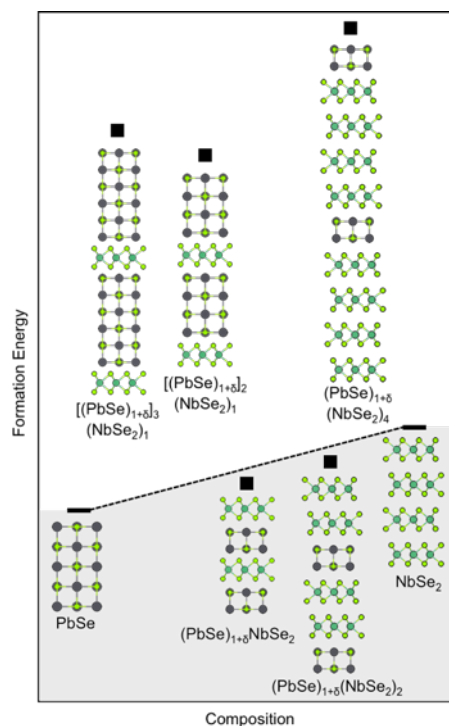 Formation Energy
[(PbSe)₁₊δ]₃
(NbSe₂)₁
[(PbSe)₁₊δ]₂
(NbSe₂)₁
(PbSe)₁₊δ
(NbSe₂)₄
PbSe
(PbSe)₁₊δNbSe₂
(PbSe)₁₊δ(NbSe₂)₂
NbSe₂
Composition